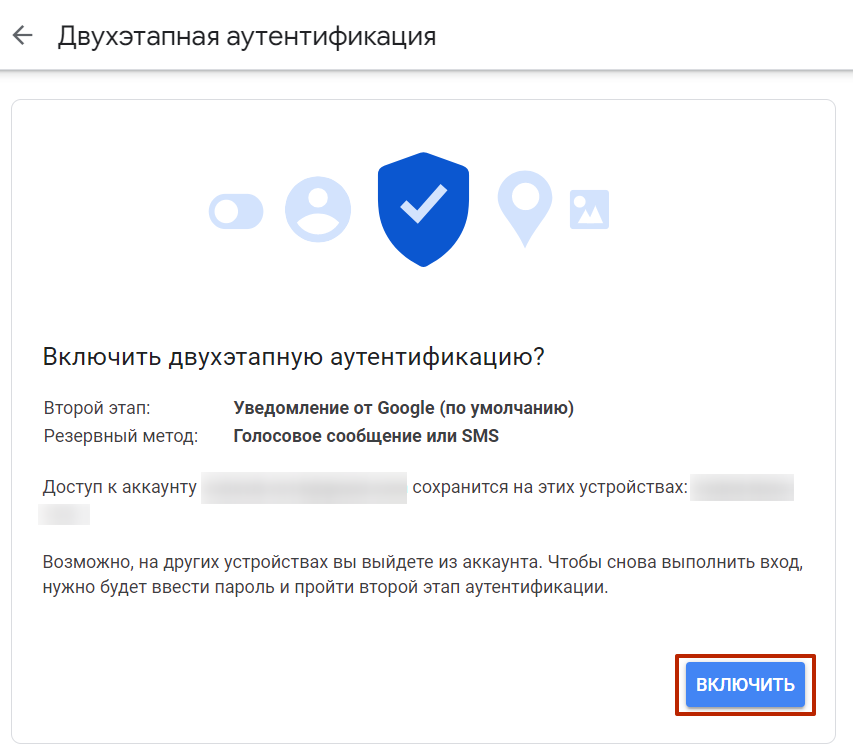 Двухэтапная аутентификация
Включить двухэтапную аутентификацию?
Второй этап: Уведомление от Google (по умолчанию)
Резервный метод: Голосовое сообщение или SMS
Доступ к аккаунту сохранится на этих устройствах:
Возможно, на других устройствах вы выйдете из аккаунта. Чтобы снова выполнить вход,
нужно будет ввести пароль и пройти второй этап аутентификации.
ВКЛЮЧИТЬ